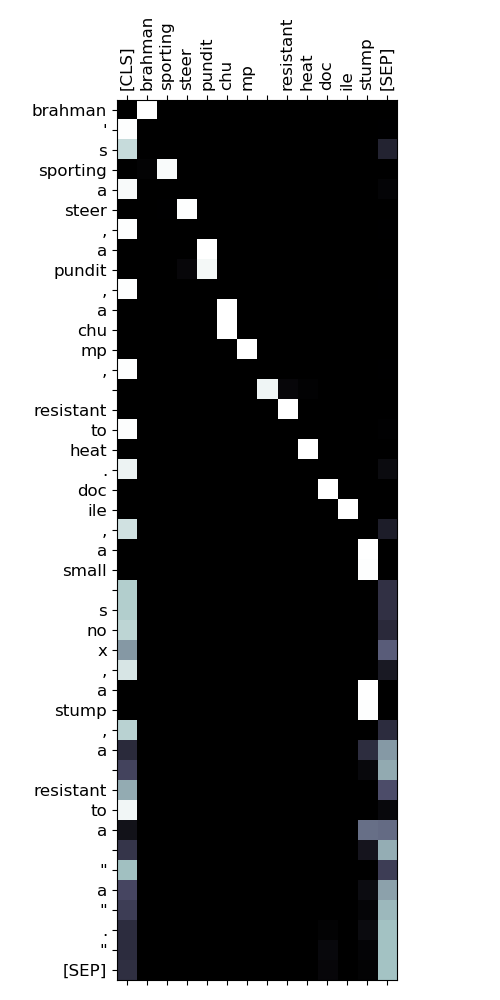 [CLS]
brahman
sporting
steer
pundit
chu
mp
resistant
heat
doc
ile
stump
[SEP]
brahman
'
s
sporting
a
steer
,
a
pundit
,
a
chu
mp
,
resistant
to
heat
.
doc
ile
,
a
small
s
no
x
,
a
stump
,
a
resistant
to
a
"
a
"
.
"
[SEP]